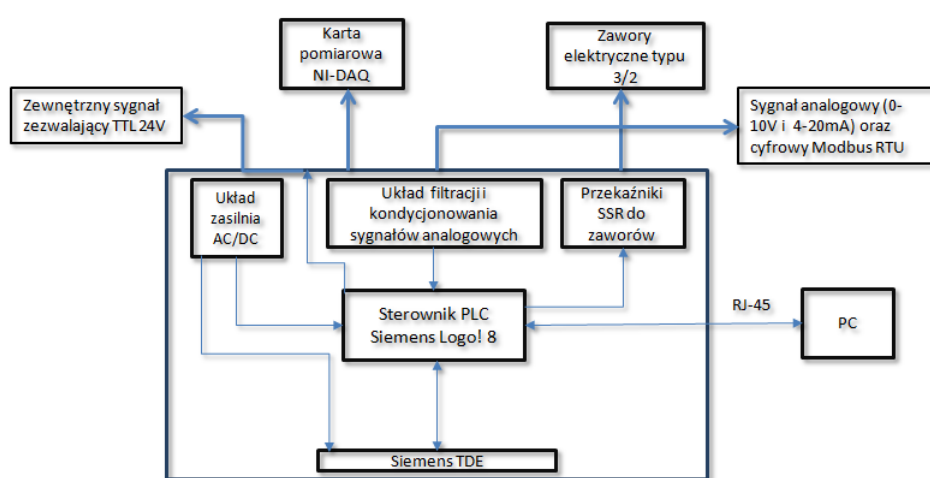 Karta
pomiarowa
NI-DAQ
Zawory
elektryczne typu
3/2
Zewnętrzny sygnał
zezwalający TTL 24V
Sygnał analogowy (0-
10V i 4-20mA) oraz
cyfrowy Modbus RTU
Układ
zasilnia
AC/DC
Układ filtracji i
kondycjonowania
sygnałów analogowych
Przekaźniki
SSR do
zaworów
Sterownik PLC
Siemens Logo! 8
RJ-45
PC
Siemens TDE